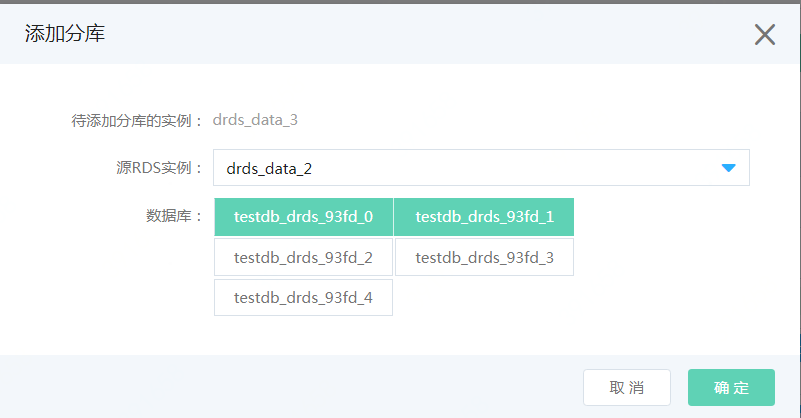 添加分库
待添加分库的实例： drds_data_3
源RDS实例： drds_data_2
数据库： testdb_drds_93fd_0 testdb_drds_93fd_1
testdb_drds_93fd_2 testdb_drds_93fd_3
testdb_drds_93fd_4
取 消 确 定